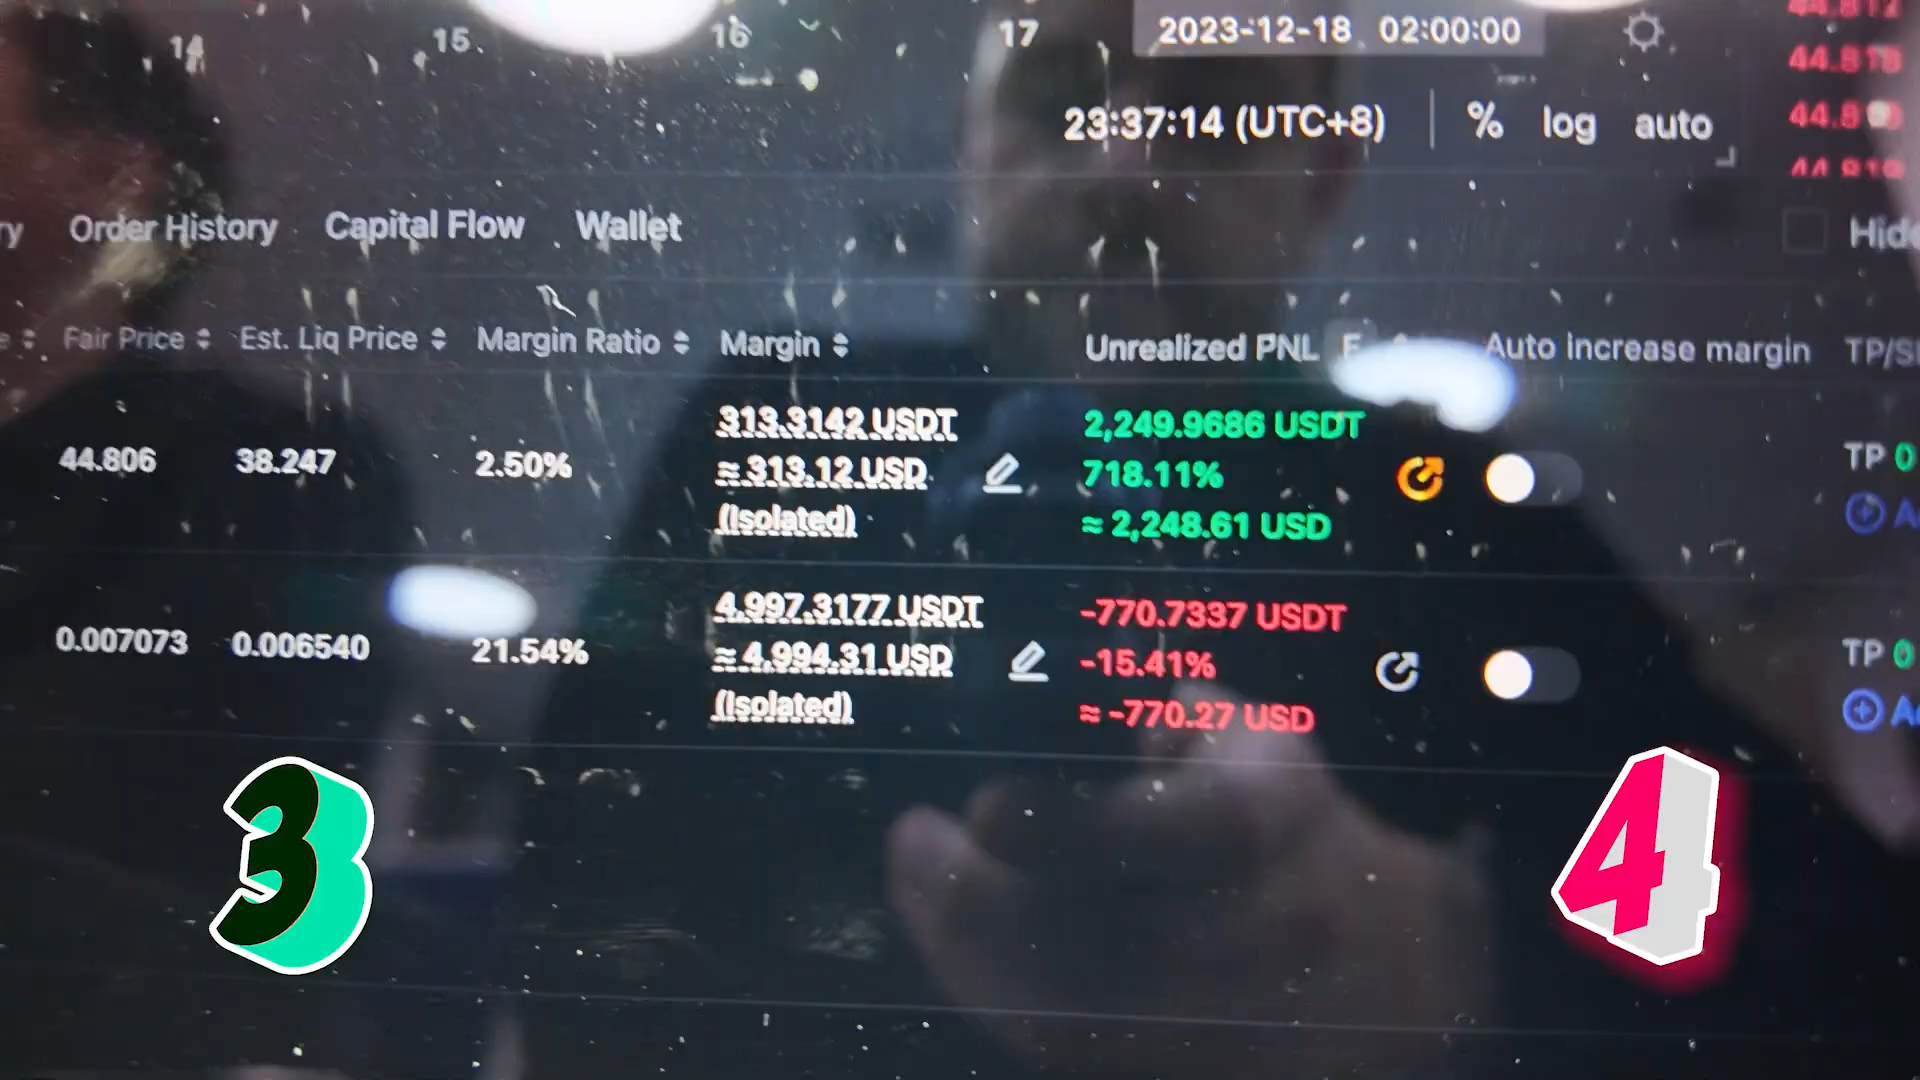 14 15 16 17 2023-12-18 02:00:00
44.818
23:37:14 (UTC+8) % log auto
Order History Capital Flow Wallet
Fair Price Est. Liq Price Margin Ratio Margin Unrealized PNL Auto increase margin
44.806 38.247 2.50%
313.3142 USDT
≈ 313.12 USD
(Isolated)
2,249.9686 USDT
718.11%
≈ 2,248.61 USD
TP 0
0.007073 0.006540 21.54%
4,997.3177 USDT
≈ 4,994.31 USD
(Isolated)
-770.7337 USDT
-15.41%
≈ -770.27 USD
TP 0
3 4